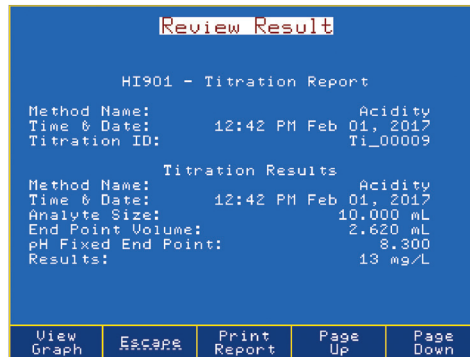 Review Result
HI901 - Titration Report
Method Name: Acidity
Time & Date: 12:42 PM Feb 01, 2017
Titration ID: Ti_00009
Titration Results
Method Name: Acidity
Time & Date: 12:42 PM Feb 01, 2017
Analyte Size: 10.000 mL
End Point Volume: 2.620 mL
pH Fixed End Point: 8.300
Results: 13 mg/L
View Graph
Escape
Print Report
Page Up
Page Down